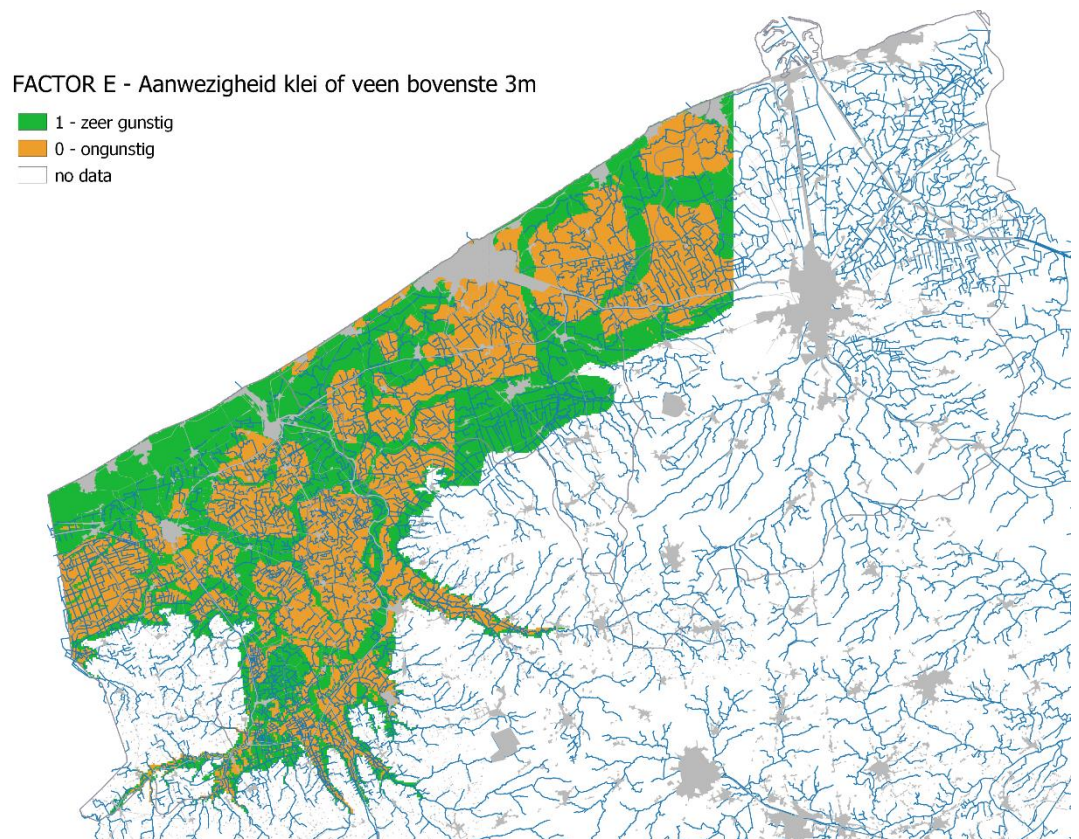 FACTOR E - Aanwezigheid klei of veen bovenste 3m
1 - zeer gunstig
0 - ongunstig
no data